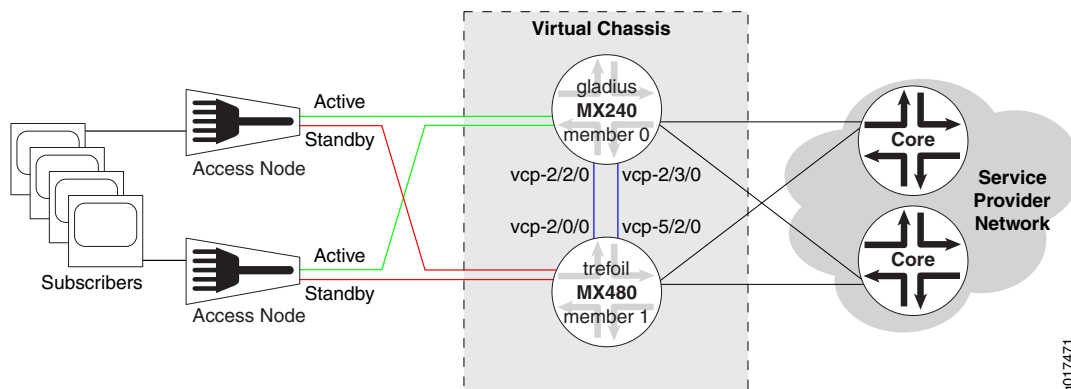 Virtual Chassis
gladius
MX240
member 0
Active
Standby
Access Node
vcp-2/2/0
vcp-2/3/0
vcp-2/0/0
vcp-5/2/0
Subscribers
Active
Standby
Access Node
trefoil
MX480
member 1
Core
Core
Service
Provider
Network
g017471